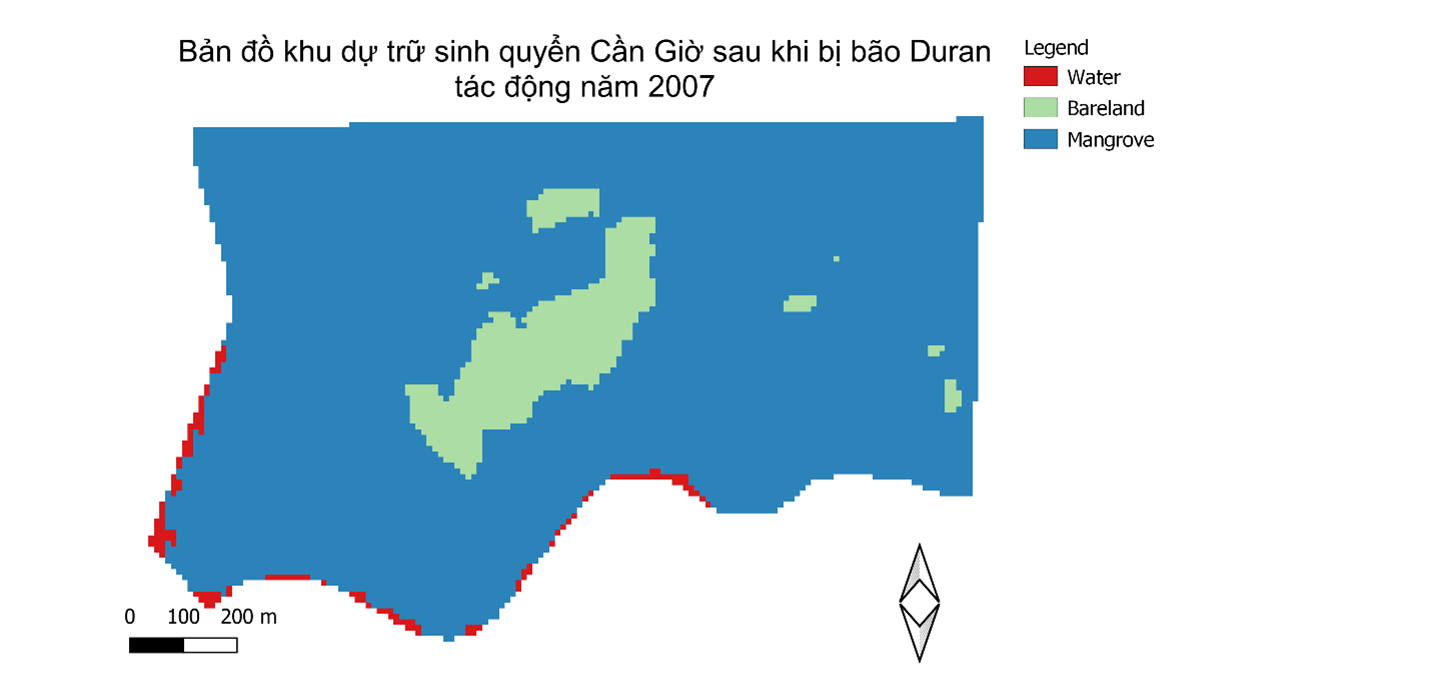 Bản đồ khu dự trữ sinh quyển Cần Giờ sau khi bị bão Duran
tác động năm 2007
Legend
Water
Bareland
Mangrove
0 100 200 m